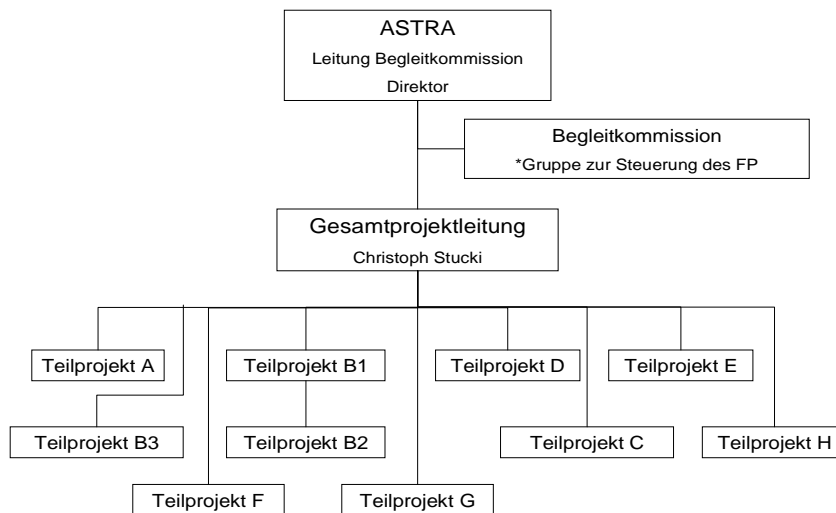 ASTRA
Leitung Begleitkommission
Direktor
Begleitkommission
*Gruppe zur Steuerung des FP
Gesamtprojektleitung
Christoph Stucki
Teilprojekt A
Teilprojekt B1
Teilprojekt D
Teilprojekt E
Teilprojekt B3
Teilprojekt B2
Teilprojekt C
Teilprojekt H
Teilprojekt F
Teilprojekt G